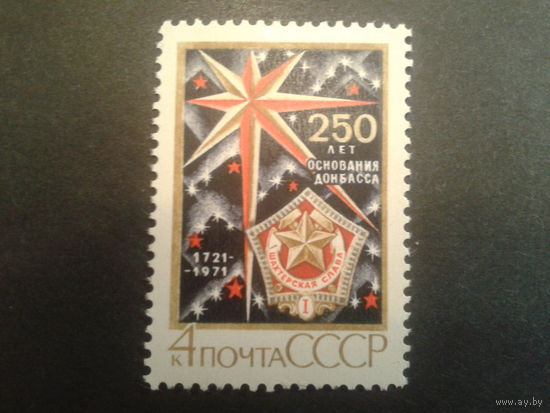 250
ЛЕТ
ОСНОВАНИЯ
ДОНБАССА
1721-
-1971
ШАХТЕРСКАЯ СЛАВА
I
4К ПОЧТА СССР
www.ay.by